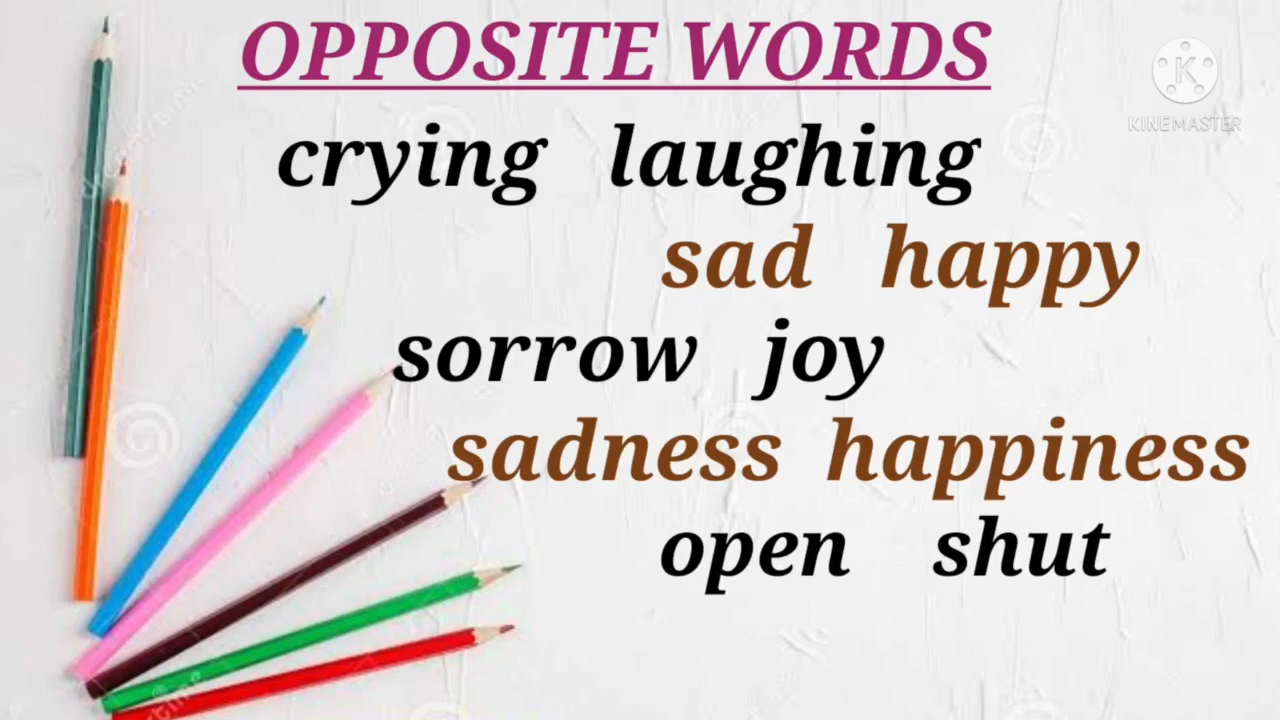 OPPOSITE WORDS
K
KINEMASTER
crying laughing
sad happy
sorrow joy
sadness happiness
open shut